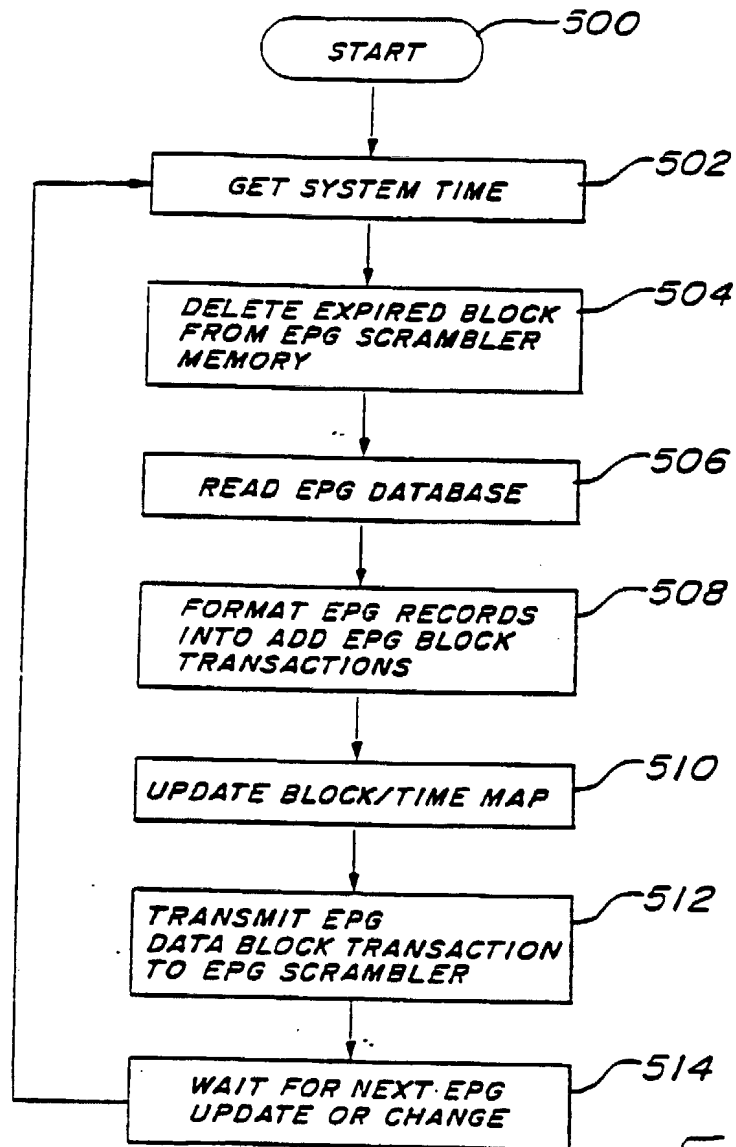 500
START
502
GET SYSTEM TIME
504
DELETE EXPIRED BLOCK
FROM EPG SCRAMBLER
MEMORY
506
READ EPG DATABASE
508
FORMAT EPG RECORDS
INTO ADD EPG BLOCK
TRANSACTIONS
510
UPDATE BLOCK/TIME MAP
512
TRANSMIT EPG
DATA BLOCK TRANSACTION
TO EPG SCRAMBLER
514
WAIT FOR NEXT EPG
UPDATE OR CHANGE